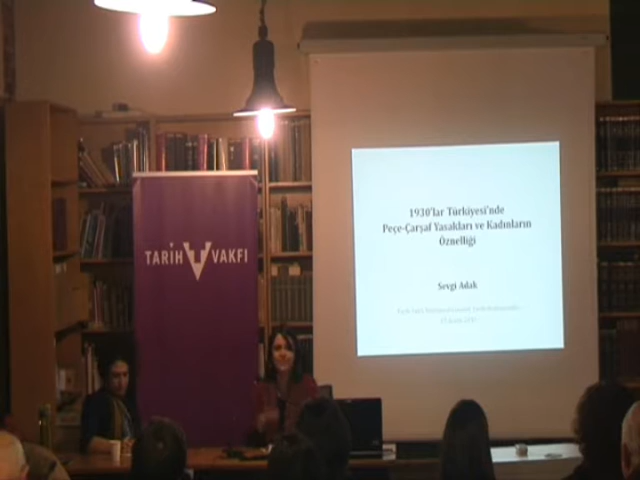 TARİH VAKFI
1930'lar Türkiyesi'nde
Peçe-Çarşaf Yasakları ve Kadınların
Öznelliği
Sevgi Adak